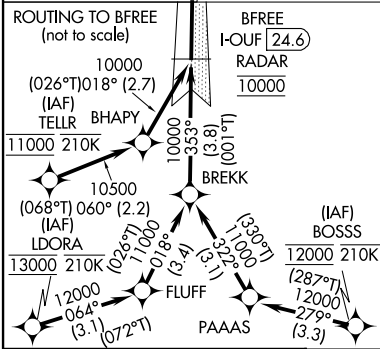 ROUTING TO BFREE
(not to scale)
BFREE
I-OUF 24.6
RADAR
10000
10000
(026°T) 018° (2.7)
(IAF)
TELLR
11000 210K
BHAPY
10500
(068°T) 060° (2.2)
10000
353°
(3.8)
(001°T)
BREKK
(IAF)
LDORA
13000 210K
(026°T)
11000
018°
(3.4)
(330°T)
11000
322°
(3.1)
(IAF)
BOSSS
12000 210K
(287°T)
12000
279°
(3.3)
12000
064°
(3.1)
(072°T)
FLUFF
PAAAS